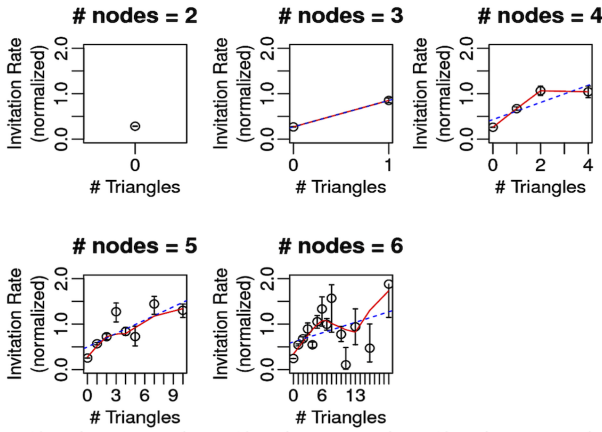 # nodes = 2
Invitation Rate
(normalized)
0.0 1.0 2.0
0
# Triangles
# nodes = 3
Invitation Rate
(normalized)
0.0 1.0 2.0
0 1
# Triangles
# nodes = 4
Invitation Rate
(normalized)
0.0 1.0 2.0
0 2 4
# Triangles
# nodes = 5
Invitation Rate
(normalized)
0.0 1.0 2.0
0 3 6 9
# Triangles
# nodes = 6
Invitation Rate
(normalized)
0.0 1.0 2.0
0 6 13
# Triangles